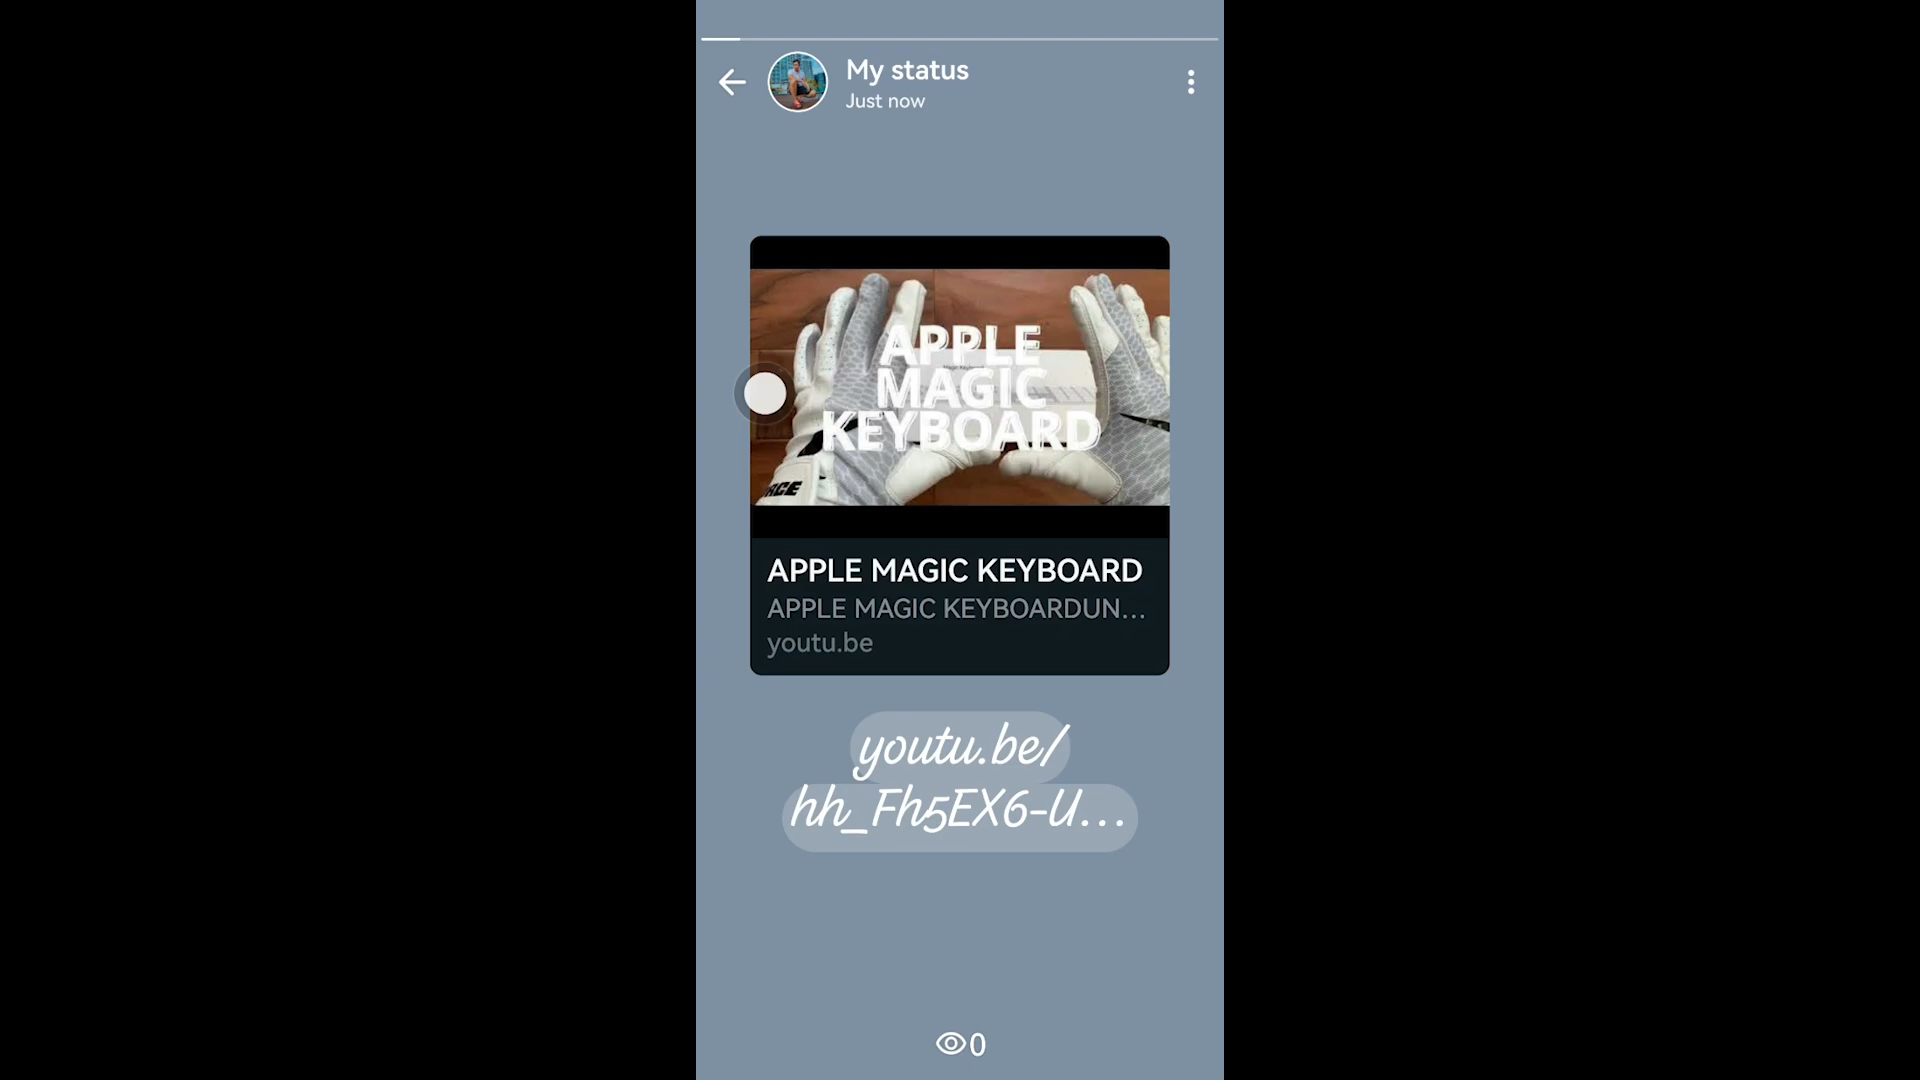 My status
Just now
APPLE
MAGIC
KEYBOARD
APPLE MAGIC KEYBOARD
APPLE MAGIC KEYBOARDUN...
youtu.be
youtu.be/
hh_Fh5EX6-U...
0